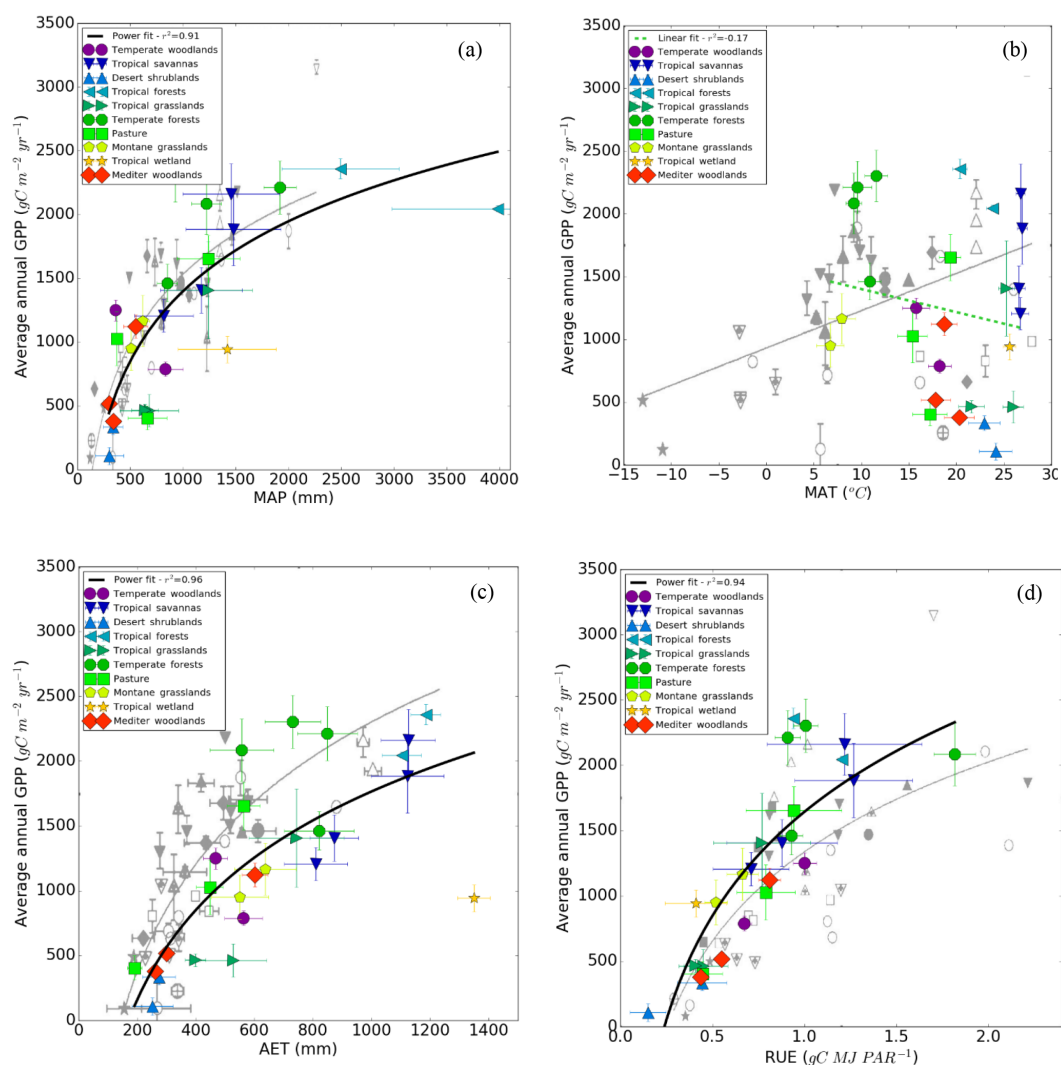 (a)
Power fit - r²=0.91
Temperate woodlands
Tropical savannas
Desert shrublands
Tropical forests
Tropical grasslands
Temperate forests
Pasture
Montane grasslands
Tropical wetland
Mediter woodlands
Average annual GPP (gC m⁻² yr⁻¹)
3500
3000
2500
2000
1500
1000
500
0
0 500 1000 1500 2000 2500 3000 3500 4000
MAP (mm)
(b)
Linear fit - r²=-0.17
Temperate woodlands
Tropical savannas
Desert shrublands
Tropical forests
Tropical grasslands
Temperate forests
Pasture
Montane grasslands
Tropical wetland
Mediter woodlands
Average annual GPP (gC m⁻² yr⁻¹)
3500
3000
2500
2000
1500
1000
500
0
−15 −10 −5 0 5 10 15 20 25 30
MAT (°C)
(c)
Power fit - r²=0.96
Temperate woodlands
Tropical savannas
Desert shrublands
Tropical forests
Tropical grasslands
Temperate forests
Pasture
Montane grasslands
Tropical wetland
Mediter woodlands
Average annual GPP (gC m⁻² yr⁻¹)
3500
3000
2500
2000
1500
1000
500
0
0 200 400 600 800 1000 1200 1400
AET (mm)
(d)
Power fit - r²=0.94
Temperate woodlands
Tropical savannas
Desert shrublands
Tropical forests
Tropical grasslands
Temperate forests
Pasture
Montane grasslands
Tropical wetland
Mediter woodlands
Average annual GPP (gC m⁻² yr⁻¹)
3500
3000
2500
2000
1500
1000
500
0
0.5 1.0 1.5 2.0
RUE (gC MJ PAR⁻¹)